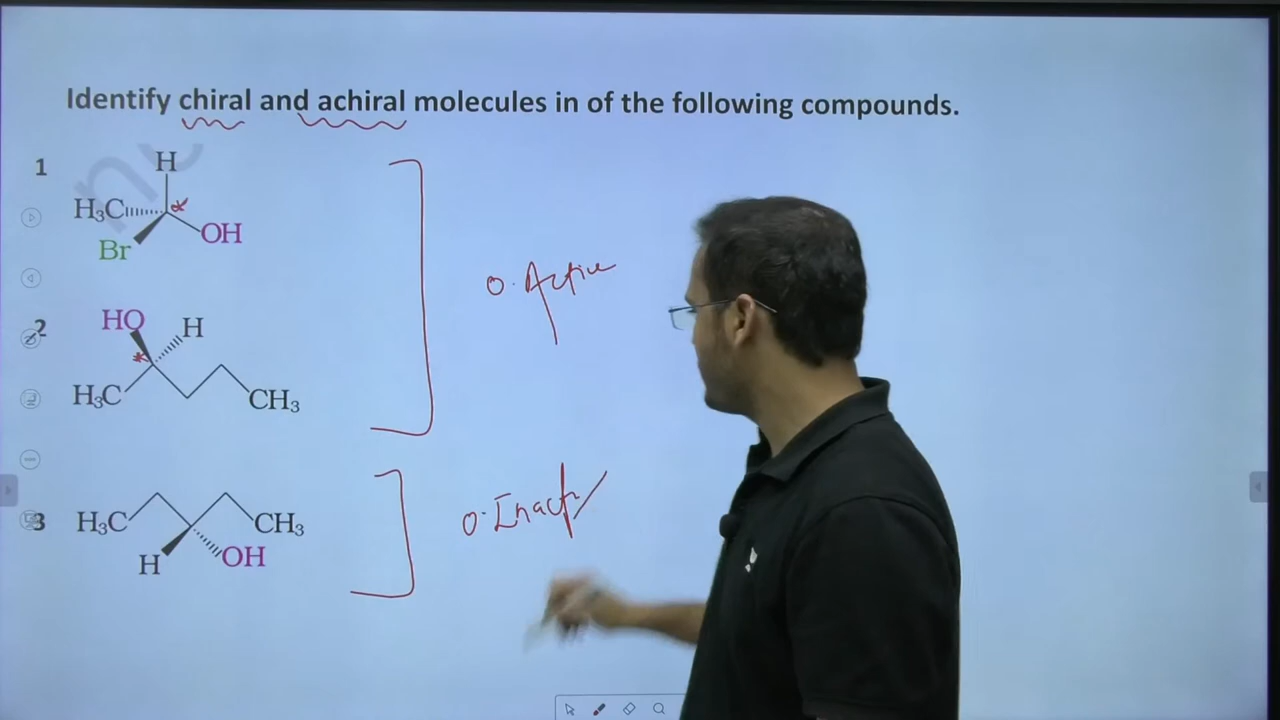 Identify chiral and achiral molecules in of the following compounds.
1
H
H₃C
OH
Br
O. Active
2
HO
H
H₃C
CH₃
3
H₃C
CH₃
H
OH
O. Inactv